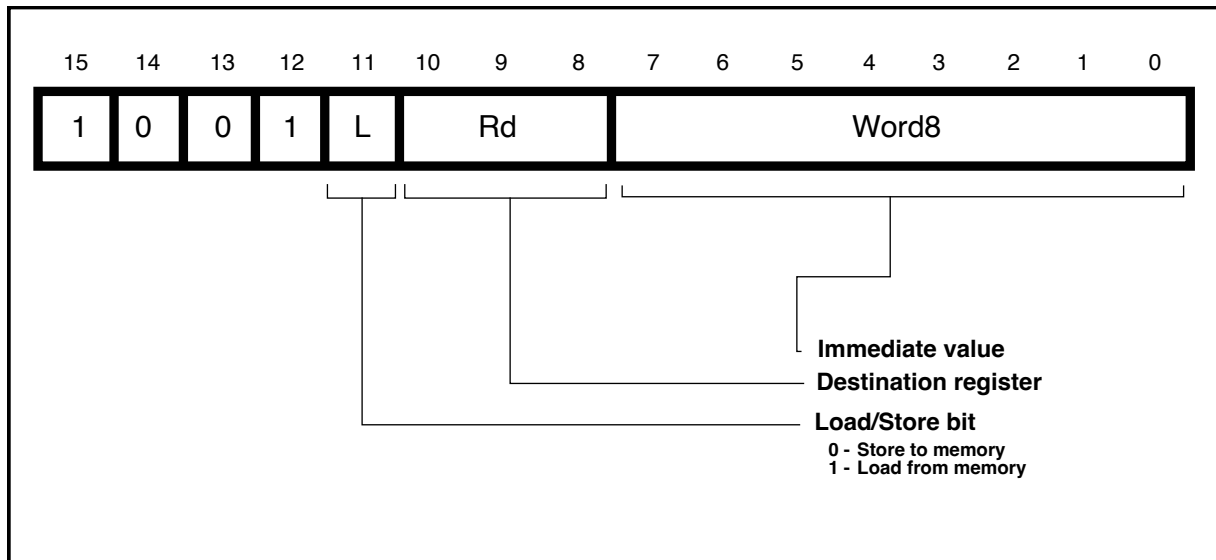 15 14 13 12 11 10 9 8 7 6 5 4 3 2 1 0
1 0 0 1 L Rd Word8
Immediate value
Destination register
Load/Store bit
0 - Store to memory
1 - Load from memory